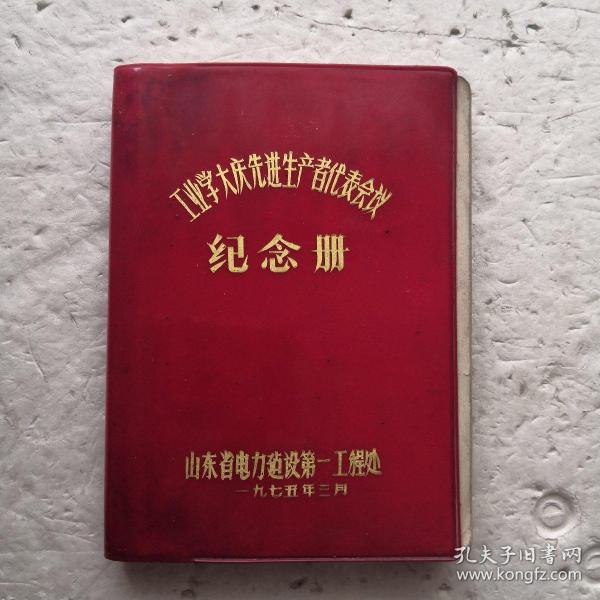 工业学大庆先进生产者代表会议
纪念册
山东省电力建设第一工程处
一九七五年三月
孔夫子旧书网
www.kongfz.com